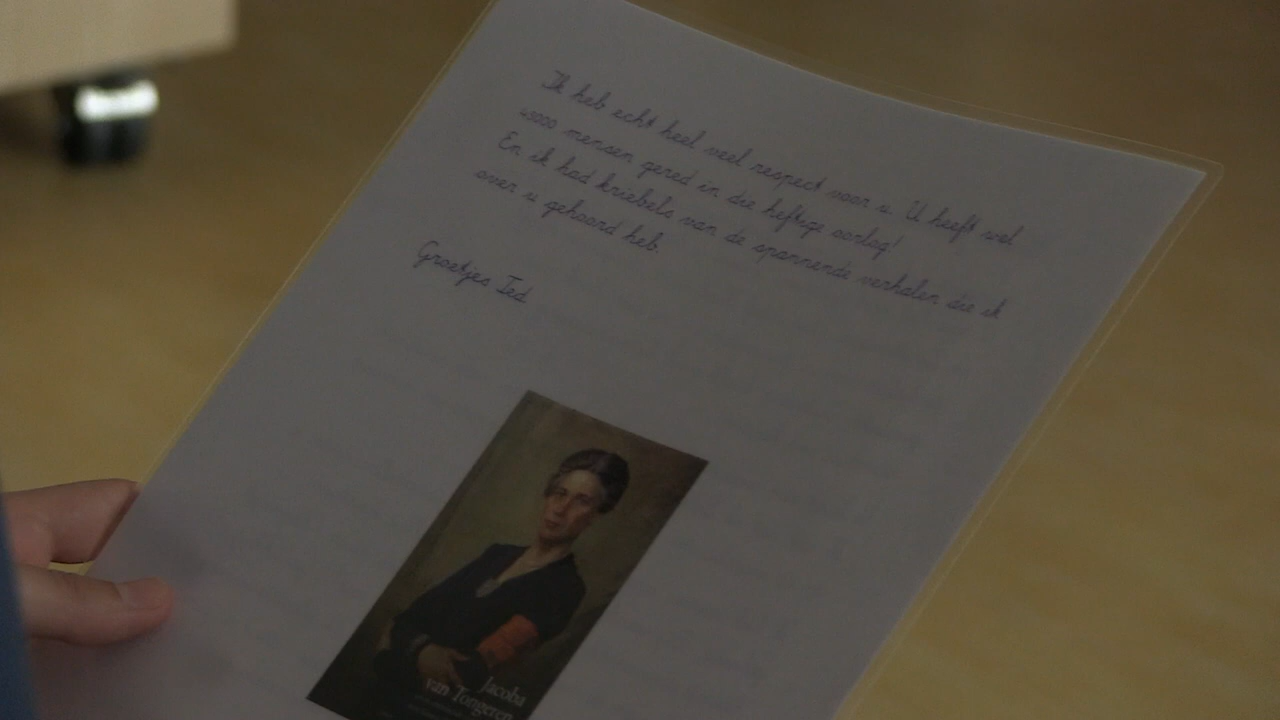 Ik heb echt heel veel respect voor u. U heeft wel
4500 mensen gered in die heftige oorlog!
En ik had kriebels van de spannende verhalen die ik
over u gehoord heb.
Groetjes Ted
Jacoba
van Tongeren